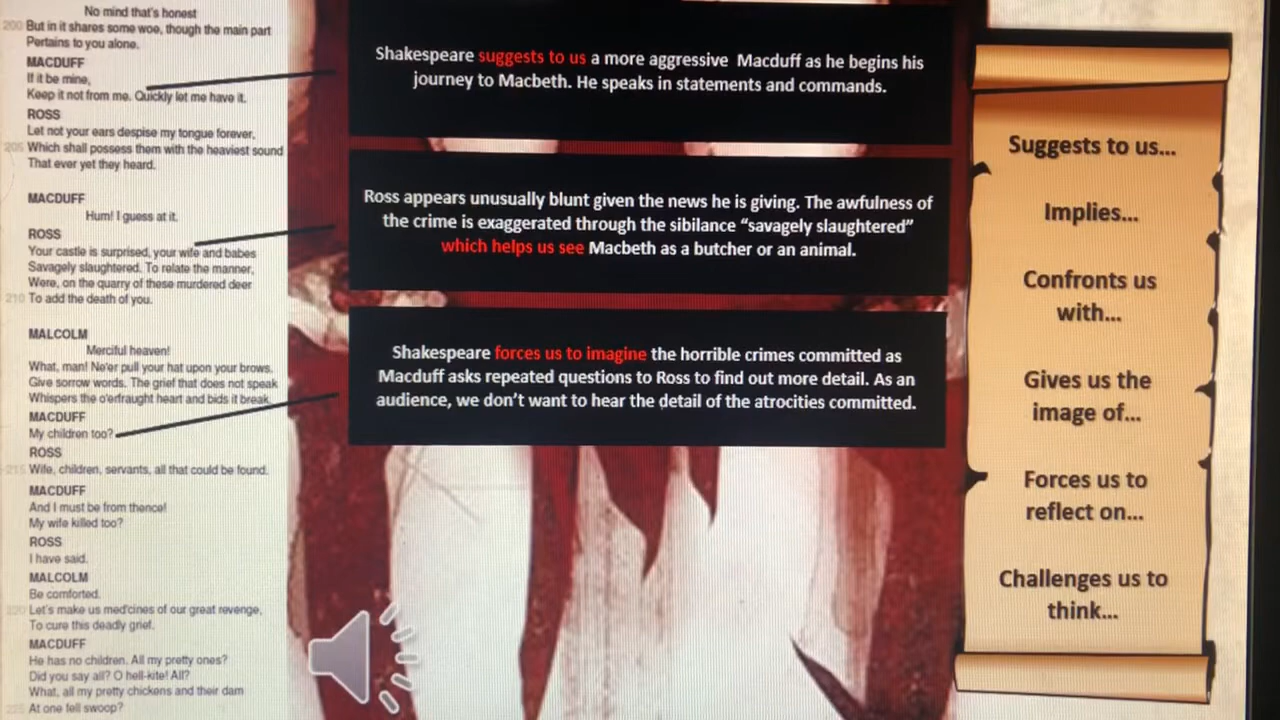 No mind that's honest
200 But in it shares some woe, though the main part
Pertains to you alone.
MACDUFF
If it be mine,
Keep it not from me. Quickly let me have it.
ROSS
Let not your ears despise my tongue forever,
205 Which shall possess them with the heaviest sound
That ever yet they heard.
MACDUFF
Hum! I guess at it.
ROSS
Your castle is surprised, your wife and babes
Savagely slaughtered. To relate the manner,
Were, on the quarry of these murdered deer
210 To add the death of you.
MALCOLM
Merciful heaven!
What, man! Ne'er pull your hat upon your brows.
Give sorrow words. The grief that does not speak
Whispers the o'erfraught heart and bids it break.
MACDUFF
My children too?
ROSS
215 Wife, children, servants, all that could be found.
MACDUFF
And I must be from thence!
My wife killed too?
ROSS
I have said.
MALCOLM
Be comforted.
220 Let's make us med'cines of our great revenge,
To cure this deadly grief.
MACDUFF
He has no children. All my pretty ones?
Did you say all? O hell-kite! All?
What, all my pretty chickens and their dam
225 At one fell swoop?
Shakespeare suggests to us a more aggressive Macduff as he begins his
journey to Macbeth. He speaks in statements and commands.
Ross appears unusually blunt given the news he is giving. The awfulness of
the crime is exaggerated through the sibilance “savagely slaughtered”
which helps us see Macbeth as a butcher or an animal.
Shakespeare forces us to imagine the horrible crimes committed as
Macduff asks repeated questions to Ross to find out more detail. As an
audience, we don’t want to hear the detail of the atrocities committed.
Suggests to us...
Implies...
Confronts us
with...
Gives us the
image of...
Forces us to
reflect on...
Challenges us to
think...